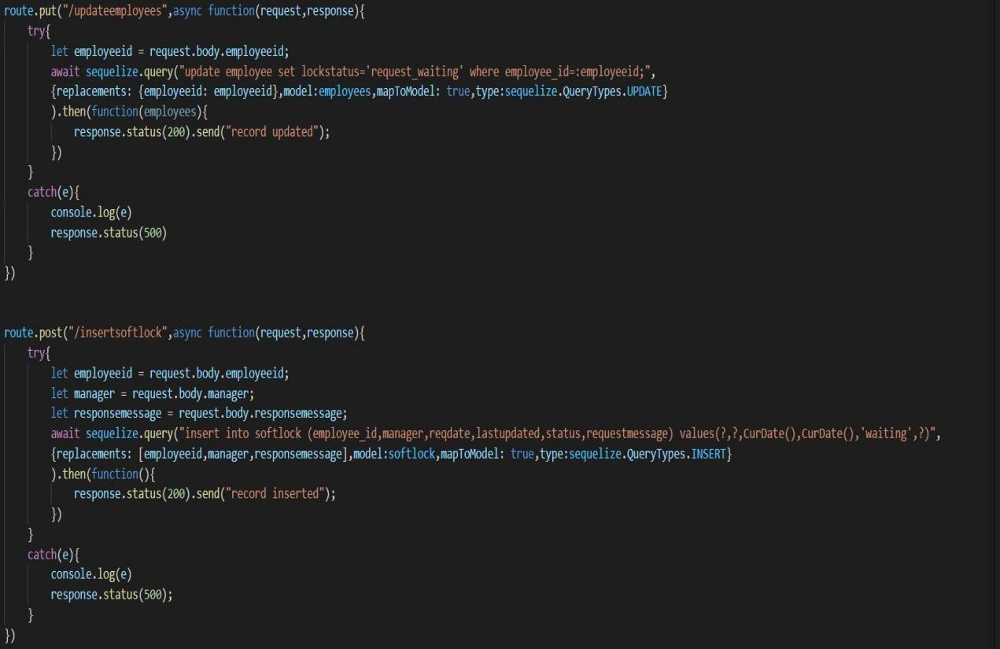 route.put("/updateemployees",async function(request,response){
    try{
        let employeeid = request.body.employeeid;
        await sequelize.query("update employee set lockstatus='request_waiting' where employee_id=:employeeid;",
        {replacements: {employeeid: employeeid},model:employees,mapToModel: true,type:sequelize.QueryTypes.UPDATE}
        ).then(function(employees){
            response.status(200).send("record updated");
        })
    }
    catch(e){
        console.log(e)
        response.status(500)
    }
})
route.post("/insertsoftlock",async function(request,response){
    try{
        let employeeid = request.body.employeeid;
        let manager = request.body.manager;
        let responsemessage = request.body.responsemessage;
        await sequelize.query("insert into softlock (employee_id,manager,reqdate,lastupdated,status,requestmessage) values(?,?,CurDate(),CurDate(),'waiting',?)",
        {replacements: [employeeid,manager,responsemessage],model:softlock,mapToModel: true,type:sequelize.QueryTypes.INSERT}
        ).then(function(){
            response.status(200).send("record inserted");
        })
    }
    catch(e){
        console.log(e)
        response.status(500);
    }
})